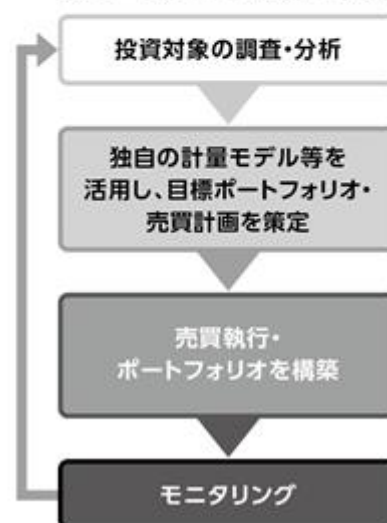 投資対象の調査・分析
独自の計量モデル等を
活用し、目標ポートフォリオ・
売買計画を策定
売買執行・
ポートフォリオを構築
モニタリング